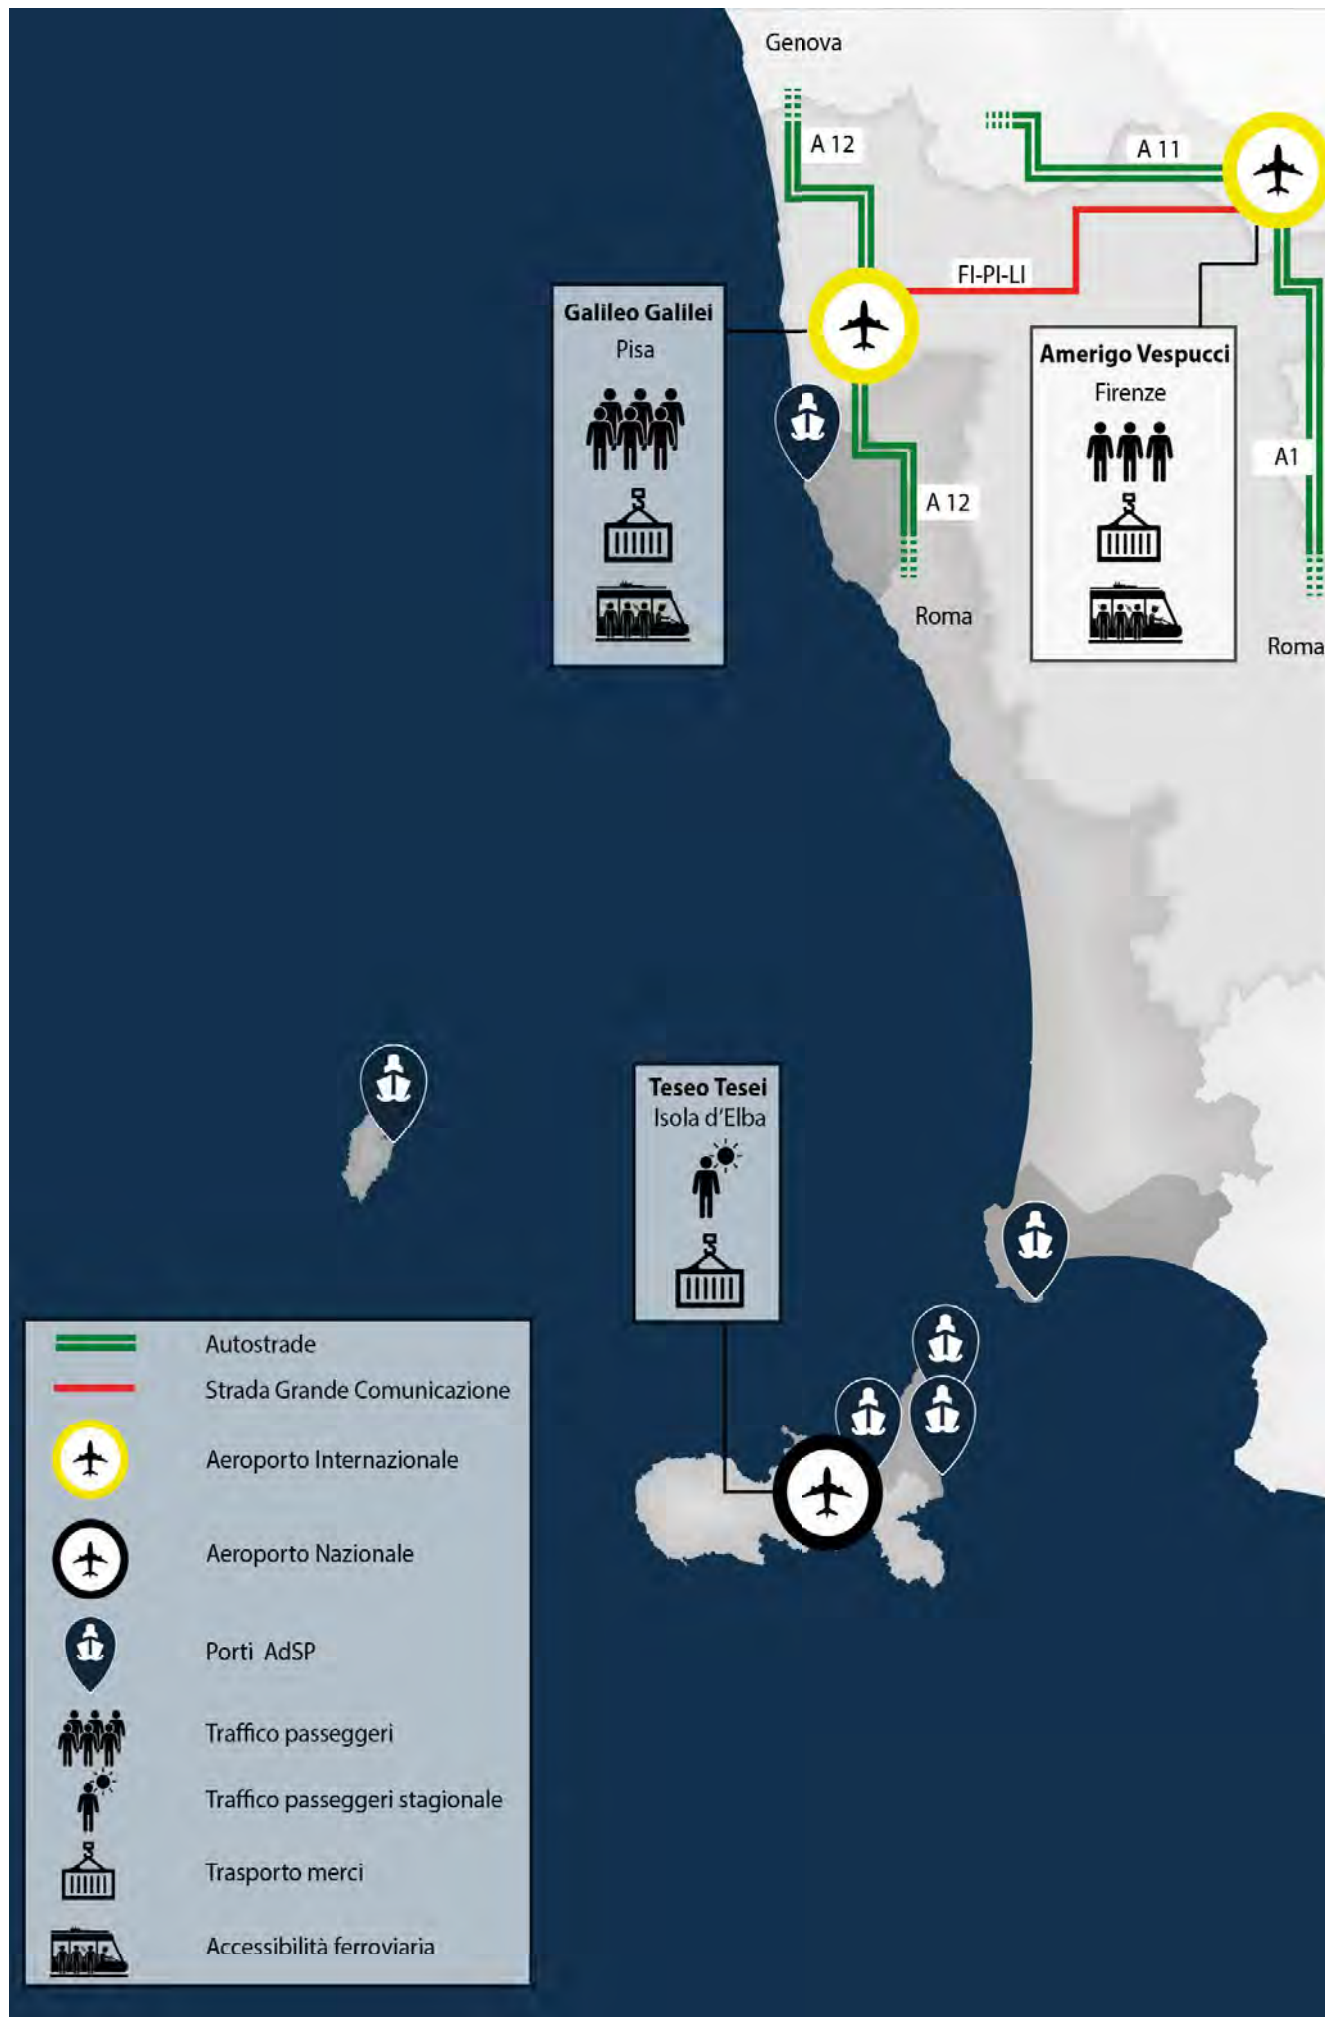 Genova
A 12
A 11
FI-PI-LI
Galileo Galilei
Pisa
Amerigo Vespucci
Firenze
A1
A 12
Roma
Roma
Teseo Tesei
Isola d'Elba
Autostrade
Strada Grande Comunicazione
Aeroporto Internazionale
Aeroporto Nazionale
Porti AdSP
Traffico passeggeri
Traffico passeggeri stagionale
Trasporto merci
Accessibilità ferroviaria